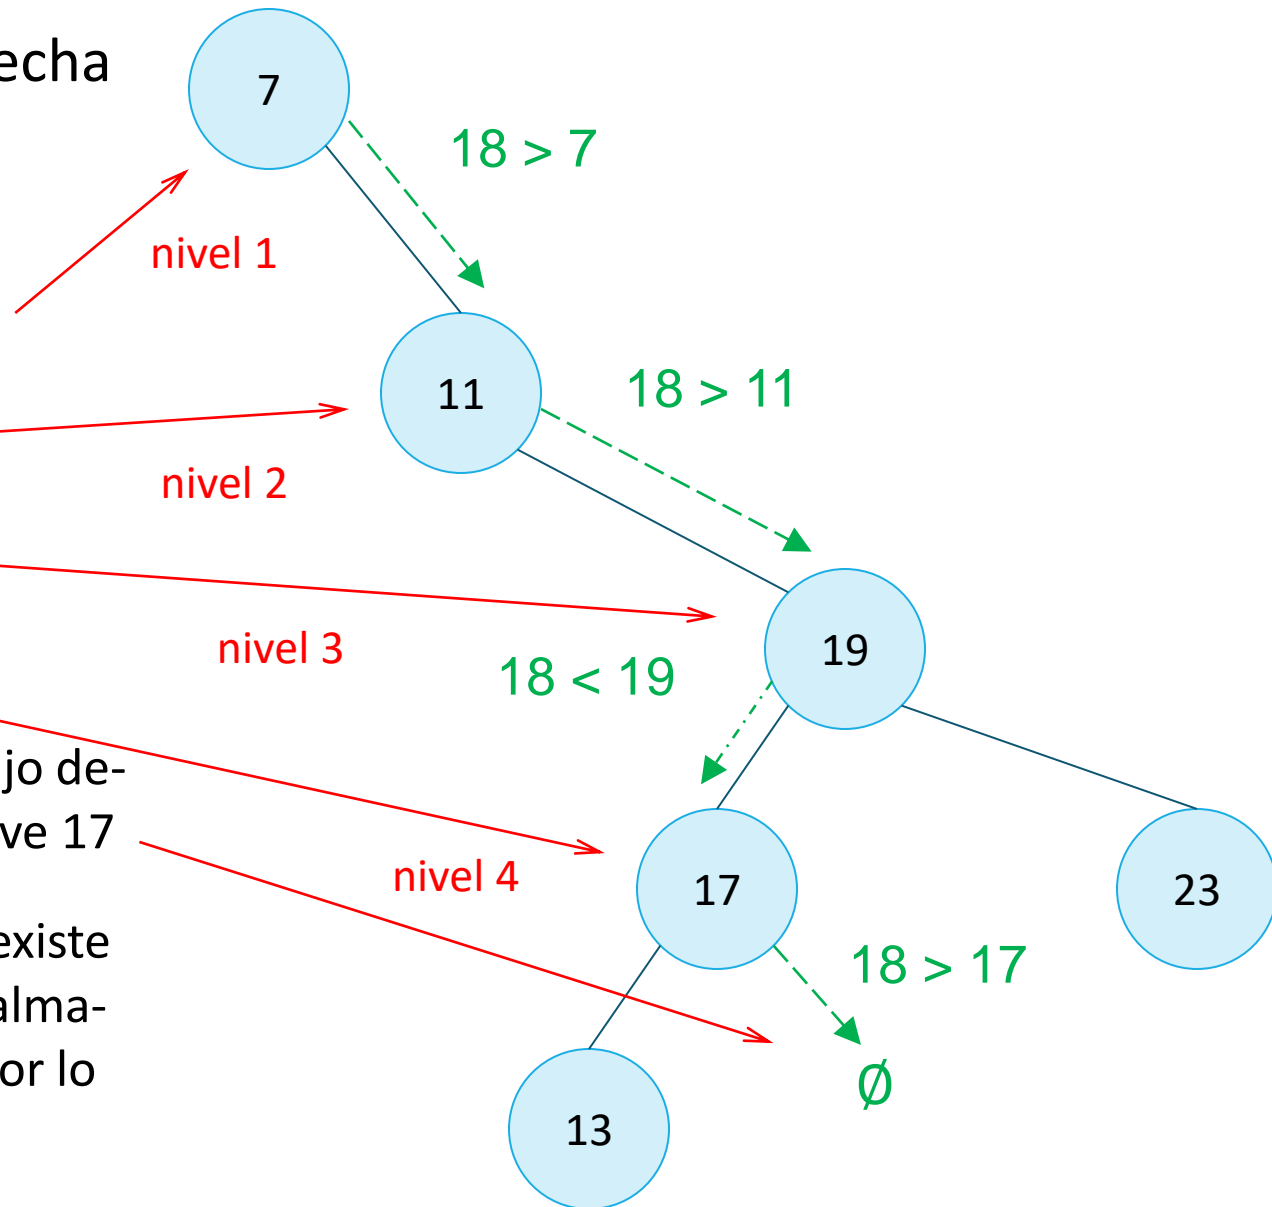 echa
7
18 > 7
nivel 1
11
18 > 11
nivel 2
19
nivel 3
18 < 19
jo de-
ve 17
nivel 4
17
23
existe
18 > 17
alma-
or lo
Ø
13